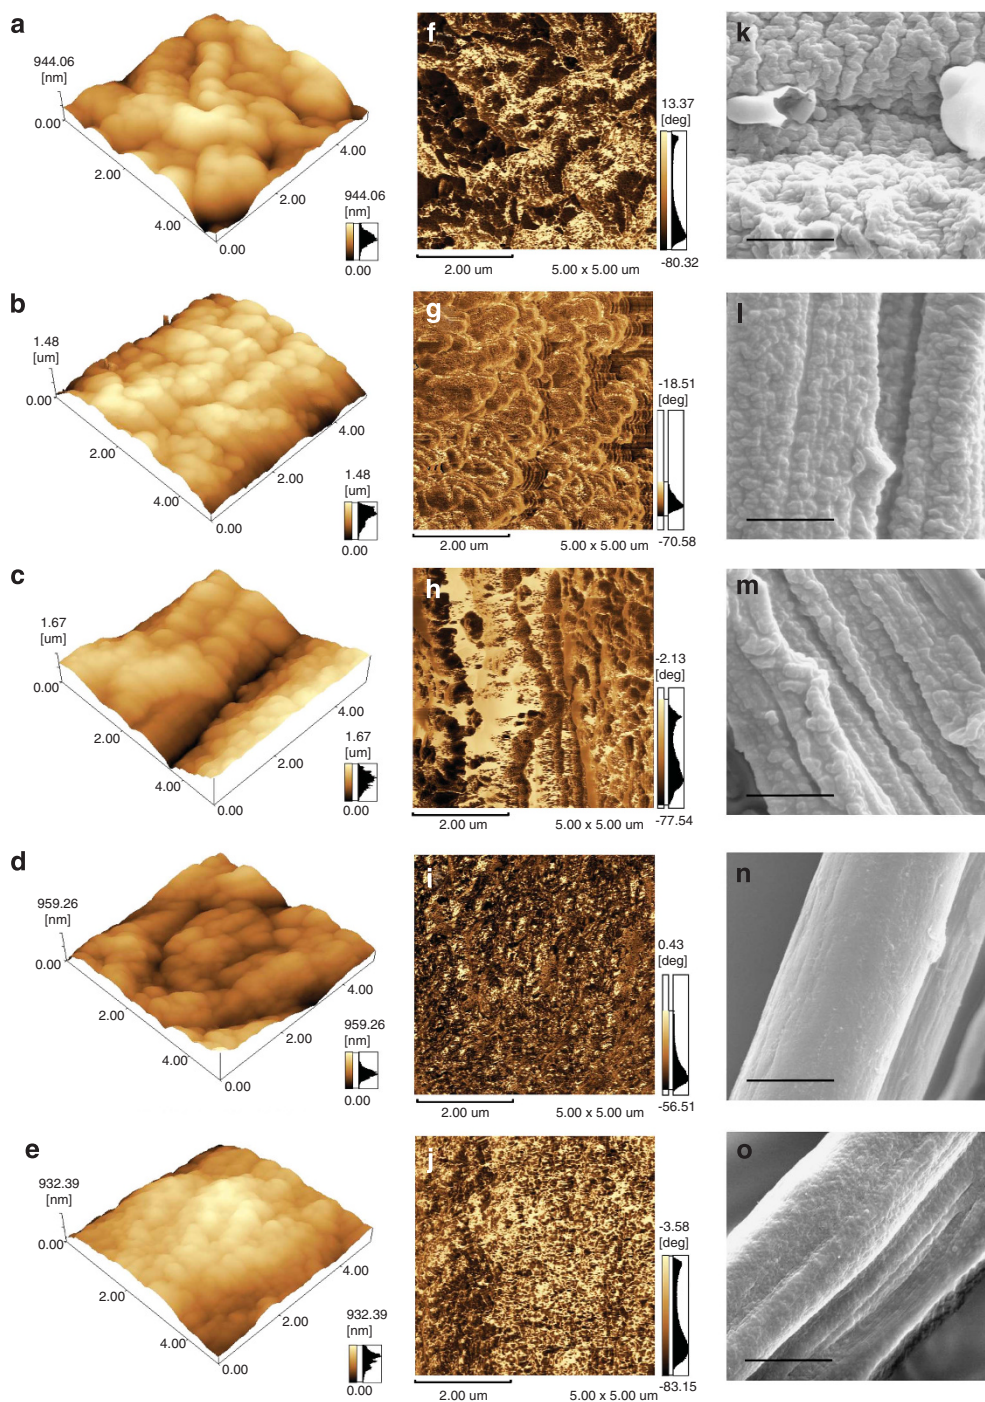 a
944.06
[nm]
0.00
2.00
4.00
0.00
2.00
4.00
944.06
[nm]
0.00
f
13.37
[deg]
-80.32
2.00 um
5.00 x 5.00 um
k
b
1.48
[um]
0.00
2.00
4.00
0.00
2.00
4.00
1.48
[um]
0.00
g
-18.51
[deg]
-70.58
2.00 um
5.00 x 5.00 um
l
c
1.67
[um]
0.00
2.00
4.00
0.00
2.00
4.00
1.67
[um]
0.00
h
-2.13
[deg]
-77.54
2.00 um
5.00 x 5.00 um
m
d
959.26
[nm]
0.00
2.00
4.00
0.00
2.00
4.00
959.26
[nm]
0.00
i
0.43
[deg]
-56.51
2.00 um
5.00 x 5.00 um
n
e
932.39
[nm]
0.00
2.00
4.00
0.00
2.00
4.00
932.39
[nm]
0.00
j
-3.58
[deg]
-83.15
2.00 um
5.00 x 5.00 um
o